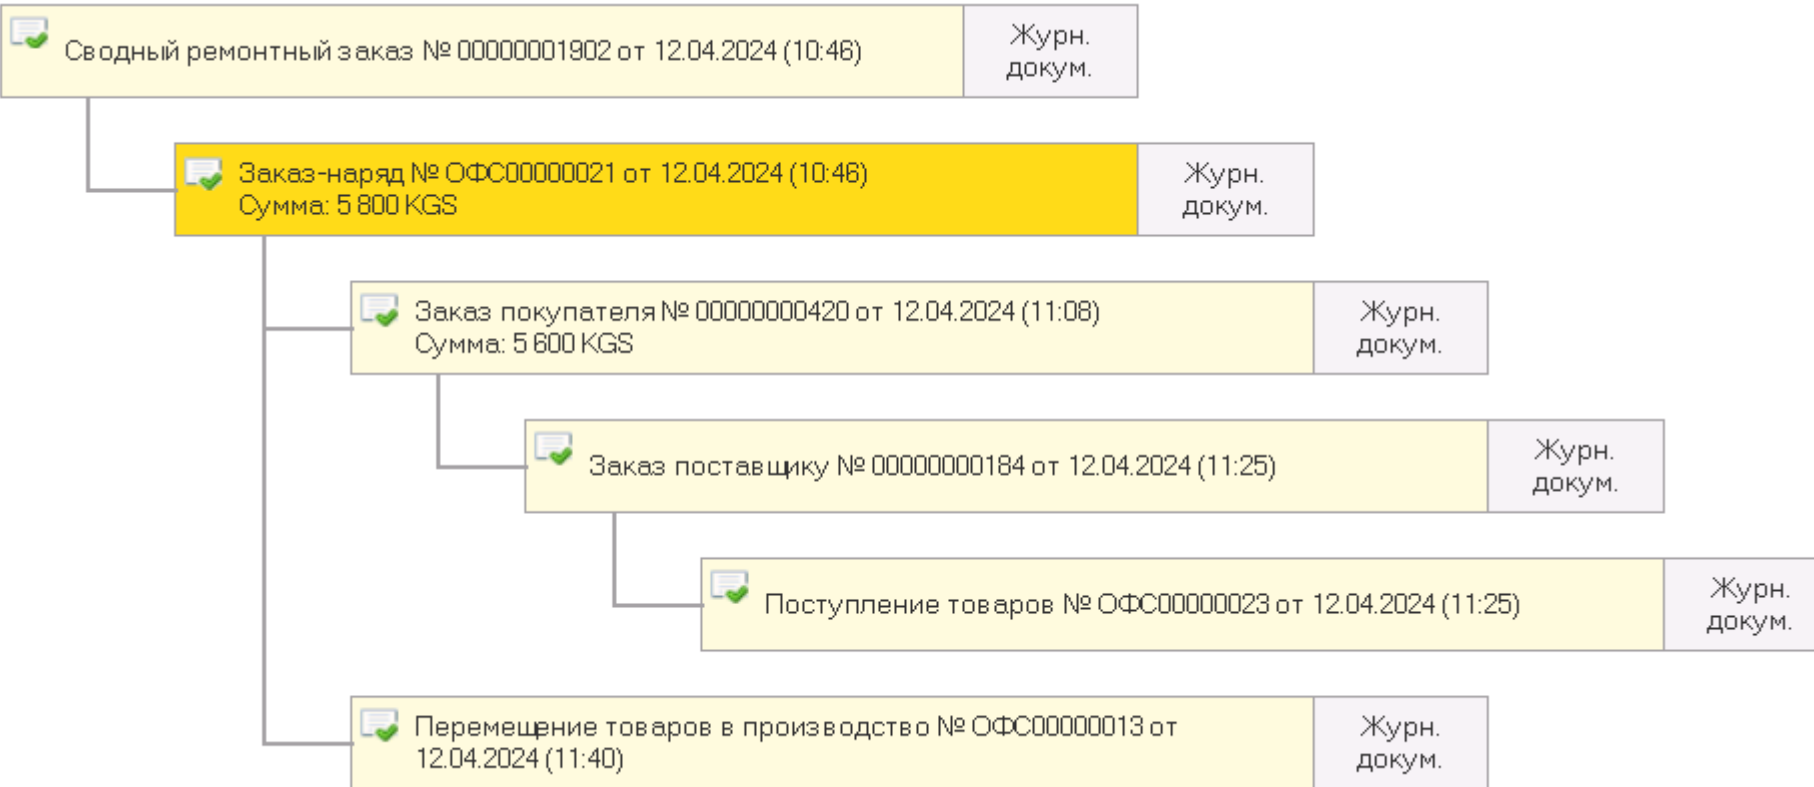 Сводный ремонтный заказ № 00000001902 от 12.04.2024 (10:46)
Журн.
докум.
Заказ-наряд № ОФС00000021 от 12.04.2024 (10:46)
Сумма: 5 800 KGS
Журн.
докум.
Заказ покупателя № 00000000420 от 12.04.2024 (11:08)
Сумма: 5 600 KGS
Журн.
докум.
Заказ поставщику № 00000000184 от 12.04.2024 (11:25)
Журн.
докум.
Поступление товаров № ОФС00000023 от 12.04.2024 (11:25)
Журн.
докум.
Перемещение товаров в производство № ОФС00000013 от
12.04.2024 (11:40)
Журн.
докум.